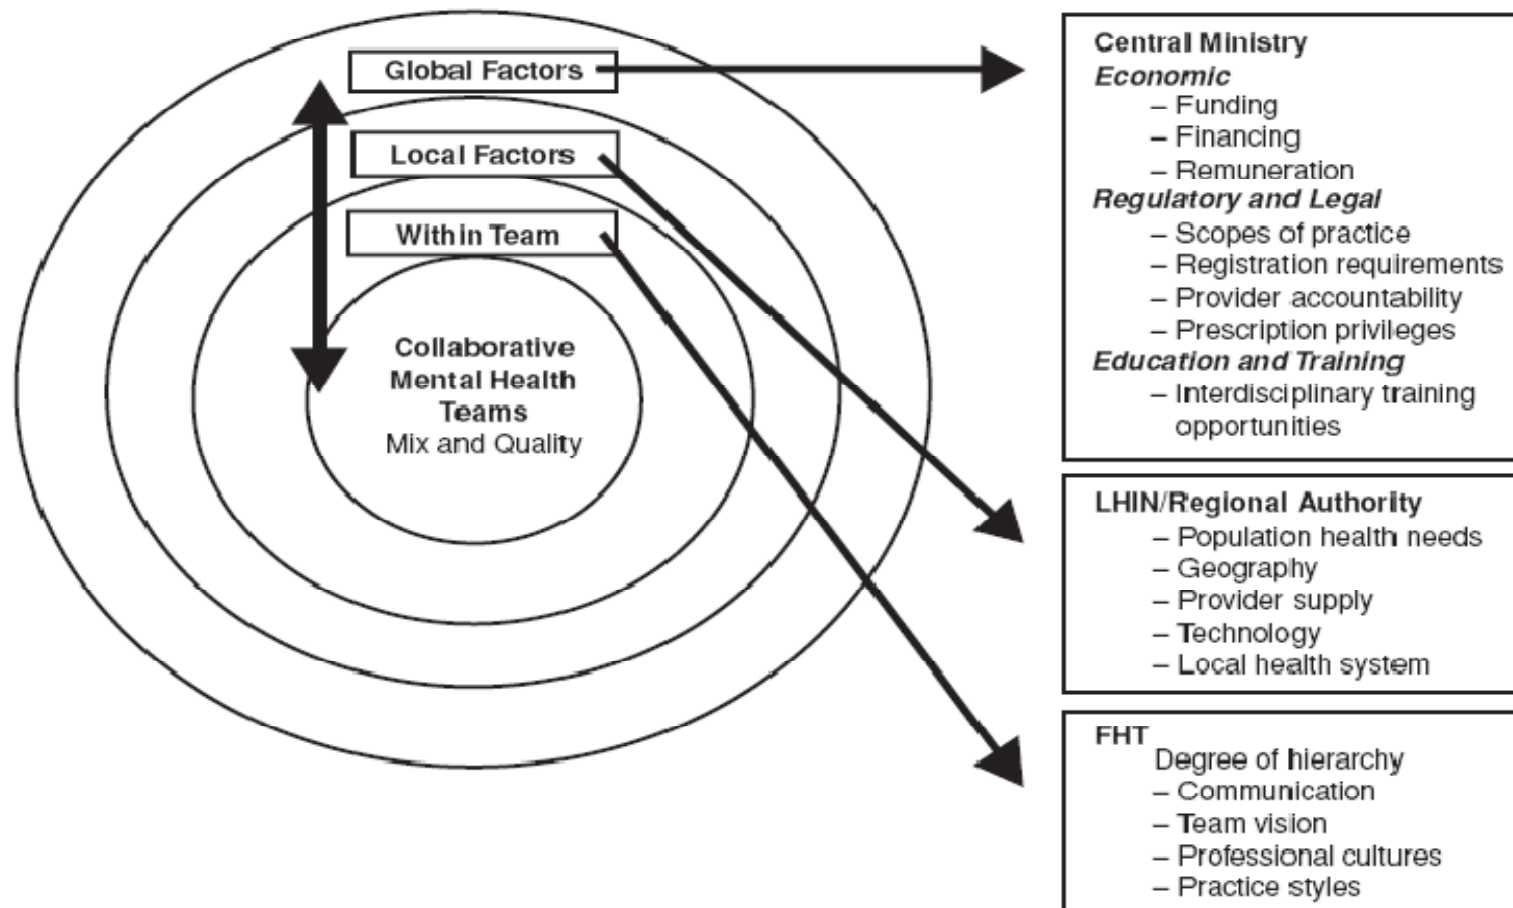 Global Factors
Local Factors
Within Team
Collaborative
Mental Health
Teams
Mix and Quality
Central Ministry
Economic
– Funding
– Financing
– Remuneration
Regulatory and Legal
– Scopes of practice
– Registration requirements
– Provider accountability
– Prescription privileges
Education and Training
– Interdisciplinary training
opportunities
LHIN/Regional Authority
– Population health needs
– Geography
– Provider supply
– Technology
– Local health system
FHT
Degree of hierarchy
– Communication
– Team vision
– Professional cultures
– Practice styles